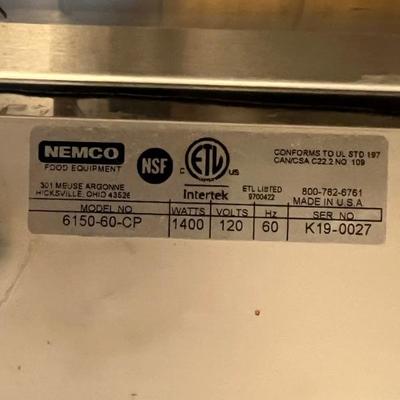 NEMCO
FOOD EQUIPMENT
301 MEUSE ARGONNE
HICKSVILLE, OHIO 43526
NSF
C ETL US
Intertek
ETL LISTED
9700422
CONFORMS TO UL STD 197
CAN/CSA C22.2 NO 109
800-782-6761
MADE IN U.S.A
MODEL NO WATTS VOLTS Hz SER NO
6150-60-CP 1400 120 60 K19-0027